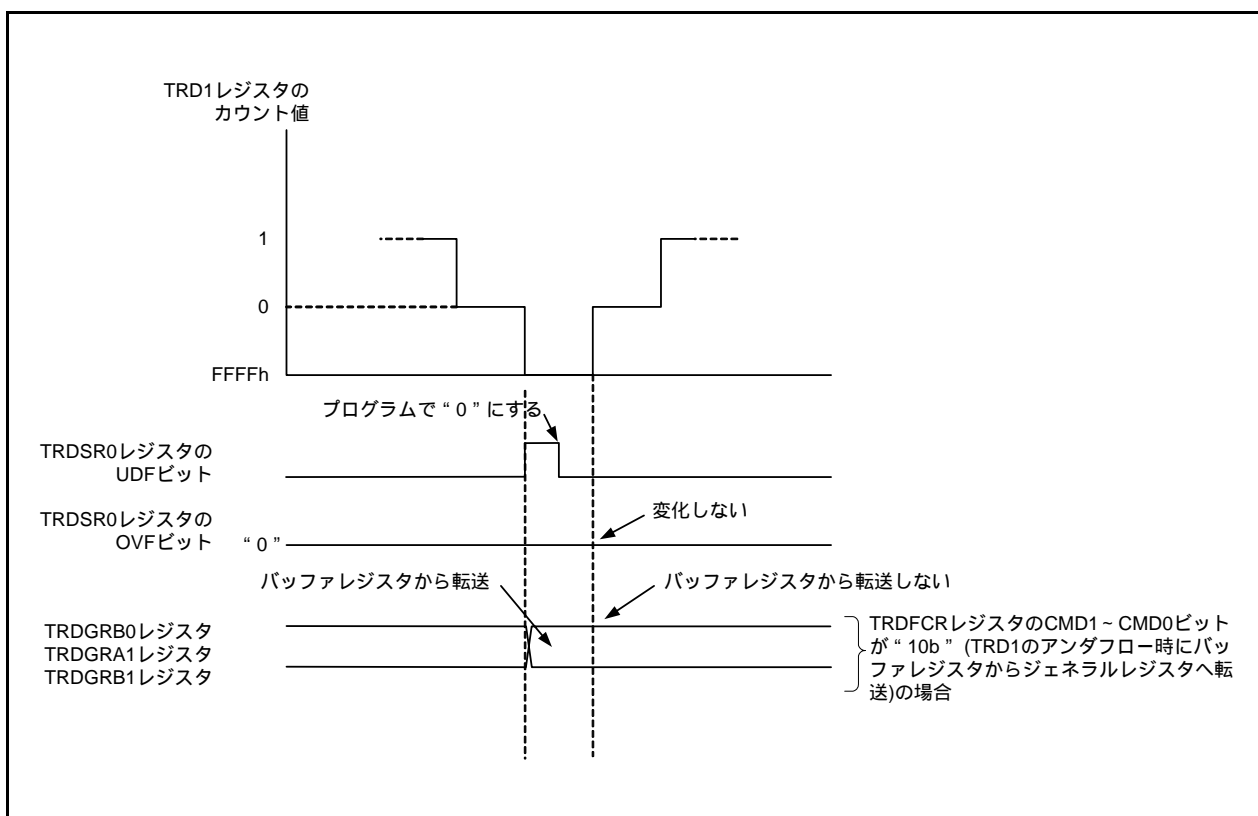 TRD1レジスタの
カウント値
1
0
FFFFh
プログラムで“0”にする
TRDSR0レジスタの
UDFビット
変化しない
TRDSR0レジスタの
OVFビット “0”
バッファレジスタから転送 バッファレジスタから転送しない
TRDGRB0レジスタ
TRDGRA1レジスタ
TRDGRB1レジスタ
TRDFCRレジスタのCMD1~CMD0ビット
が“10b”(TRD1のアンダフロー時にバッ
ファレジスタからジェネラルレジスタへ転
送)の場合